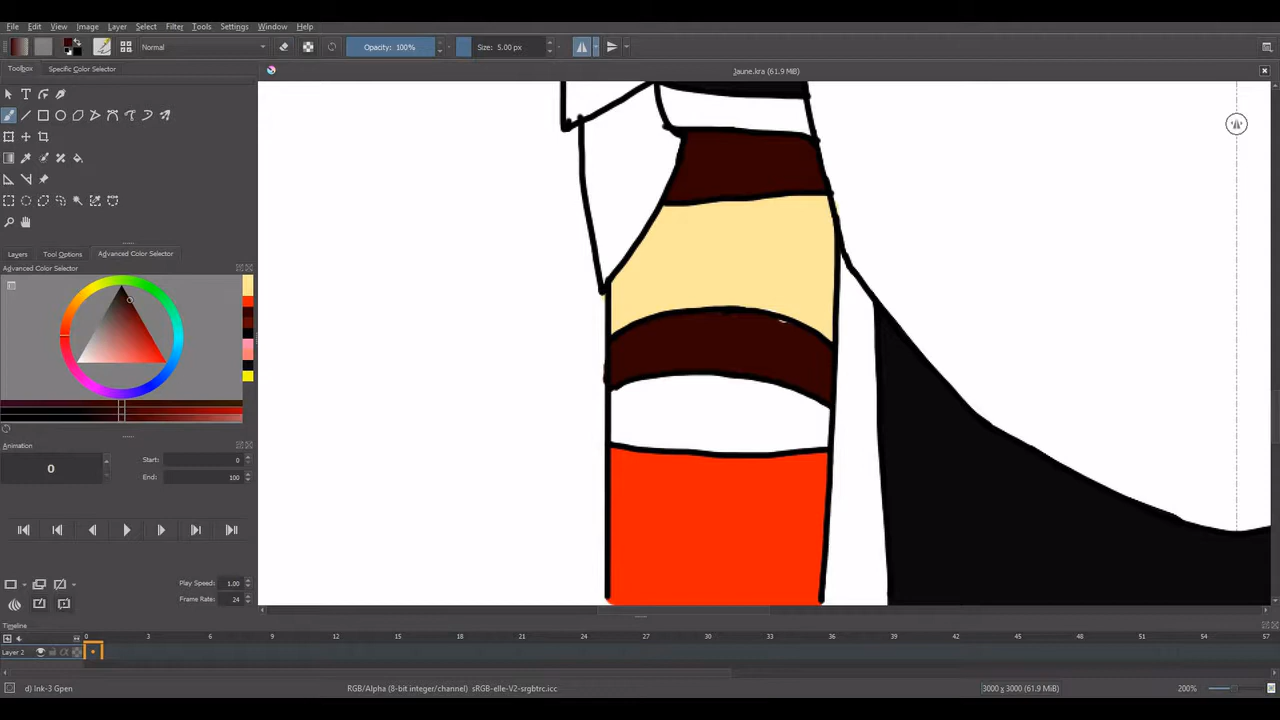 File Edit View Image Layer Select Filter Tools Settings Window Help
Normal Opacity: 100% Size: 5.00 px
Toolbox Specific Color Selector
Jaune.kra (61.9 MiB)
Layers Tool Options Advanced Color Selector
Advanced Color Selector
Animation
0 Start: 0
End: 100
Play Speed: 1.00
Frame Rate: 24
Timeline
0 3 6 9 12 15 18 21 24 27 30 33 36 39 42 45 48 51 54 57
Layer 2
d) Ink-3 Gpen RGB/Alpha (8-bit integer/channel) sRGB-elle-V2-srgbtrc.icc 3000 x 3000 (61.9 MiB) 200%